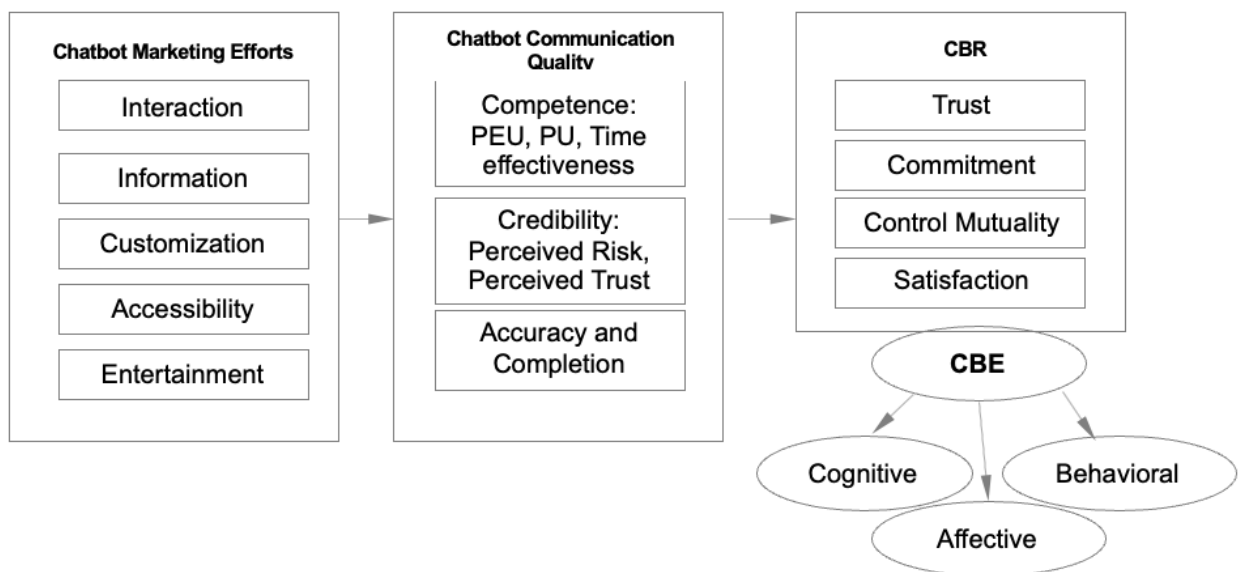 Chatbot Marketing Efforts
Interaction
Information
Customization
Accessibility
Entertainment
Chatbot Communication
Quality
Competence:
PEU, PU, Time
effectiveness
Credibility:
Perceived Risk,
Perceived Trust
Accuracy and
Completion
CBR
Trust
Commitment
Control Mutuality
Satisfaction
CBE
Cognitive
Behavioral
Affective